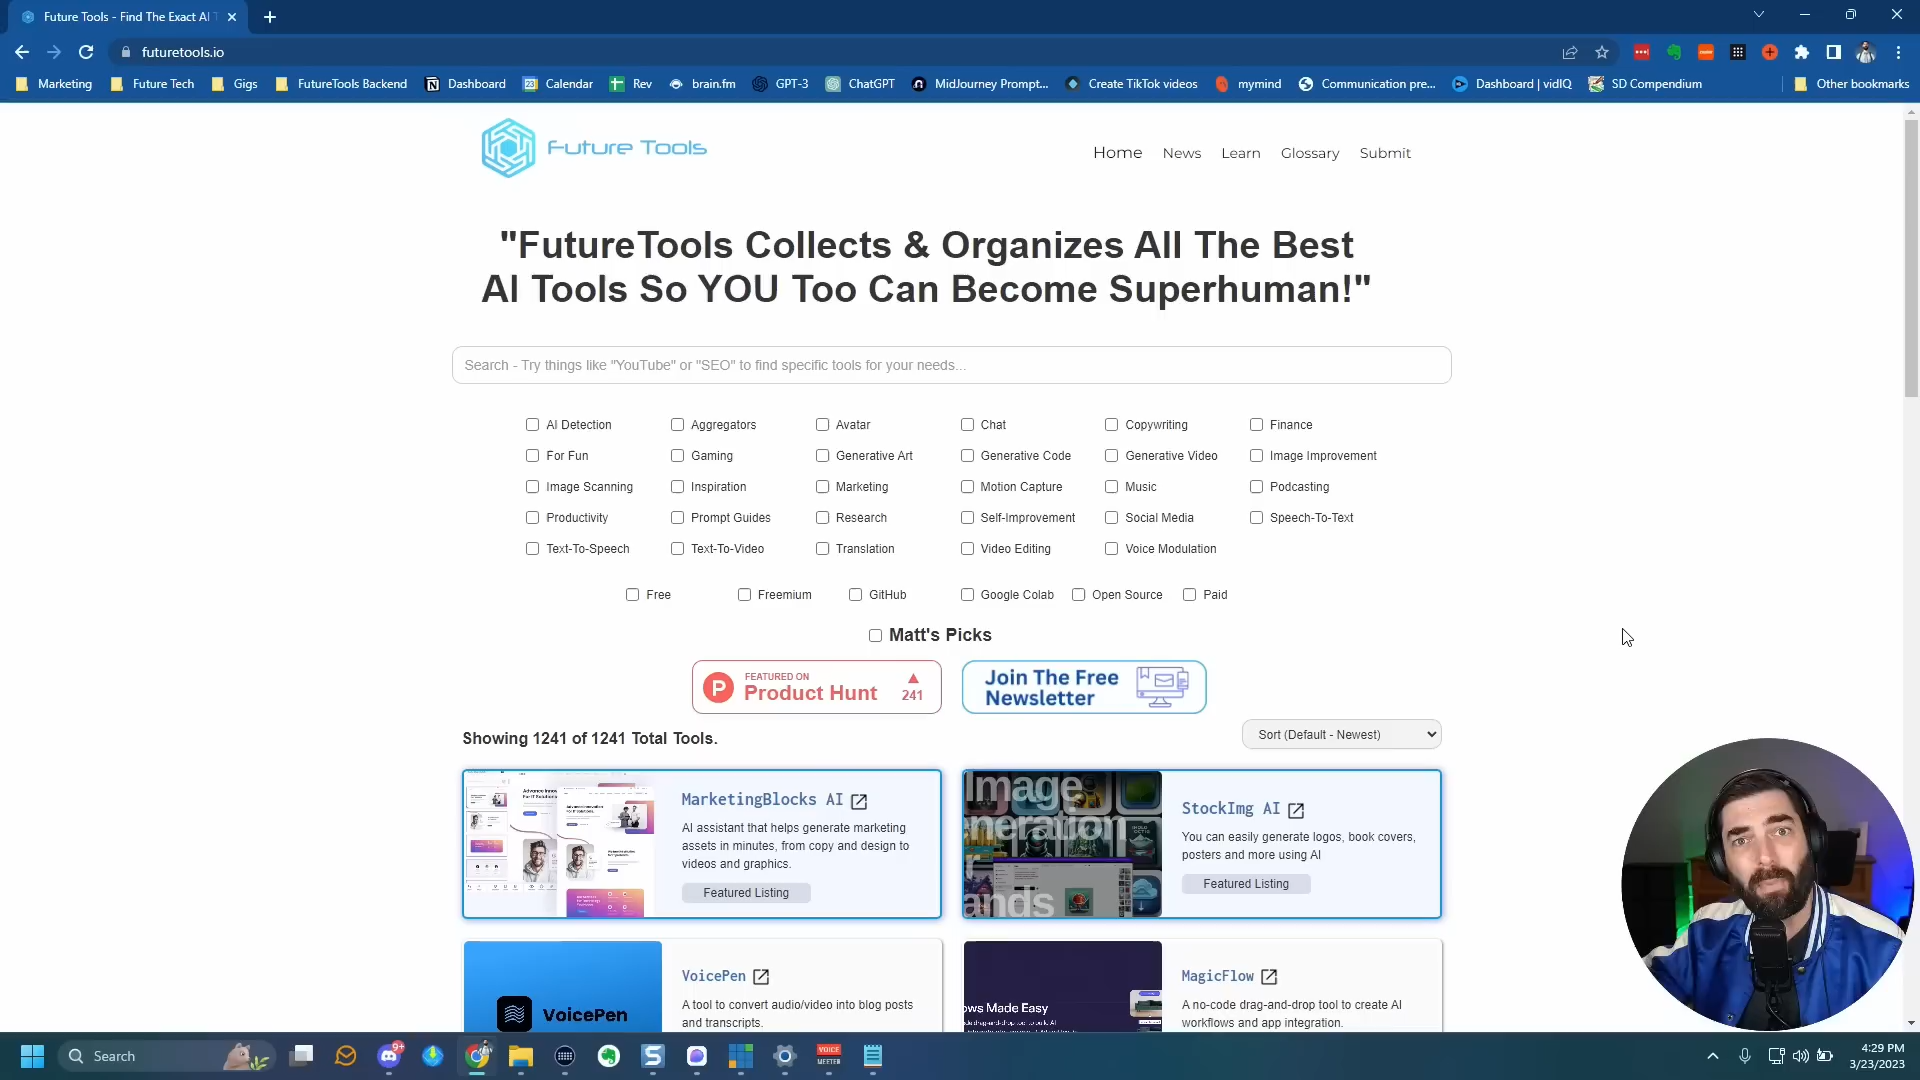 Future Tools - Find The Exact AI T
futuretools.io
Marketing
Future Tech
Gigs
FutureTools Backend
Dashboard
Calendar
Rev
brain.fm
GPT-3
ChatGPT
MidJourney Prompt...
Create TikTok videos
mymind
Communication pre...
Dashboard | vidIQ
SD Compendium
Other bookmarks
Future Tools
Home
News
Learn
Glossary
Submit
"FutureTools Collects & Organizes All The Best
AI Tools So YOU Too Can Become Superhuman!"
Search - Try things like "YouTube" or "SEO" to find specific tools for your needs...
AI Detection
Aggregators
Avatar
Chat
Copywriting
Finance
For Fun
Gaming
Generative Art
Generative Code
Generative Video
Image Improvement
Image Scanning
Inspiration
Marketing
Motion Capture
Music
Podcasting
Productivity
Prompt Guides
Research
Self-Improvement
Social Media
Speech-To-Text
Text-To-Speech
Text-To-Video
Translation
Video Editing
Voice Modulation
Free
Freemium
GitHub
Google Colab
Open Source
Paid
Matt's Picks
P
FEATURED ON
Product Hunt
241
Join The Free
Newsletter
Showing 1241 of 1241 Total Tools.
Sort (Default - Newest)
MarketingBlocks AI
AI assistant that helps generate marketing
assets in minutes, from copy and design to
videos and graphics.
Featured Listing
Image
neration
ands
StockImg AI
You can easily generate logos, book covers,
posters and more using AI
Featured Listing
VoicePen
VoicePen
A tool to convert audio/video into blog posts
and transcripts.
ows Made Easy
MagicFlow
A no-code drag-and-drop tool to create AI
workflows and app integration.
Search
9+
VOICE
MEETER
4:29 PM
3/23/2023